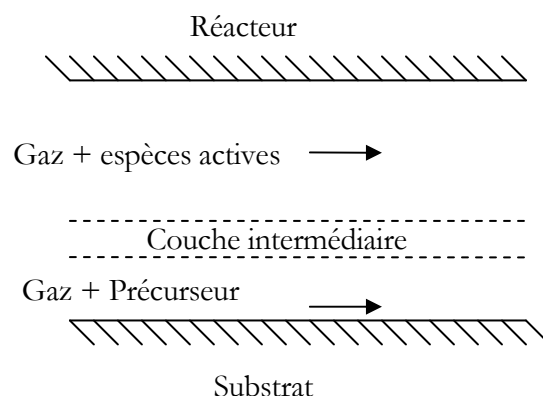 Réacteur
Gaz + espèces actives
Couche intermédiaire
Gaz + Précurseur
Substrat